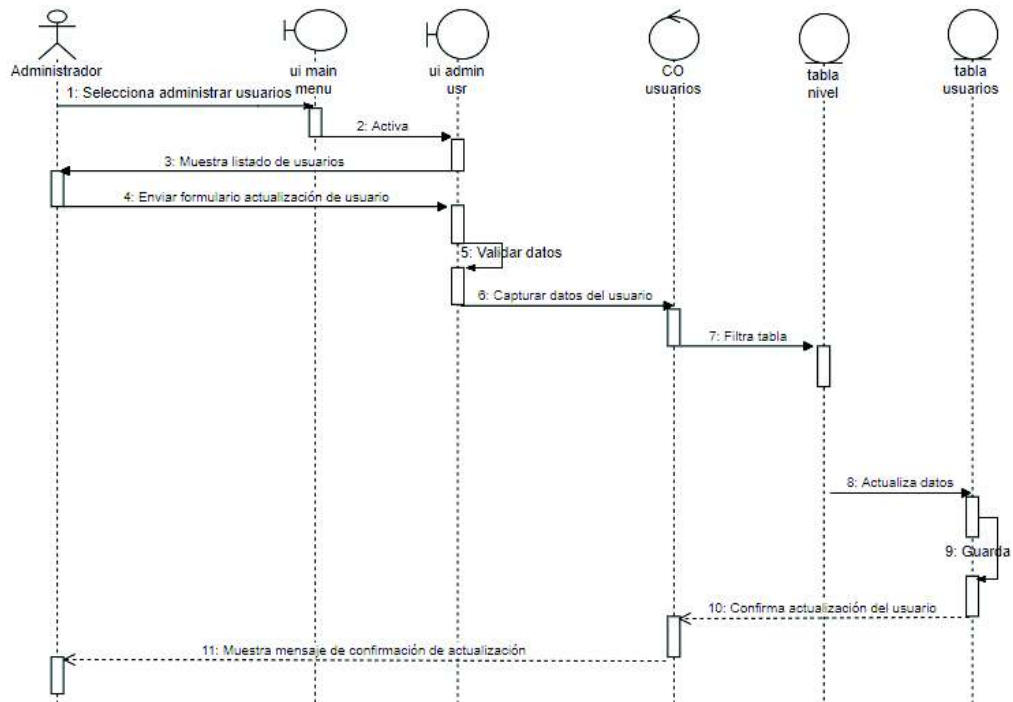 Administrador
ui main
menu
ui admin
usr
CO
usuarios
tabla
nivel
tabla
usuarios
1: Selecciona administrar usuarios
2: Activa
3: Muestra listado de usuarios
4: Enviar formulario actualización de usuario
5: Validar datos
6: Capturar datos del usuario
7: Filtra tabla
8: Actualiza datos
9: Guarda
10: Confirma actualización del usuario
11: Muestra mensaje de confirmación de actualización